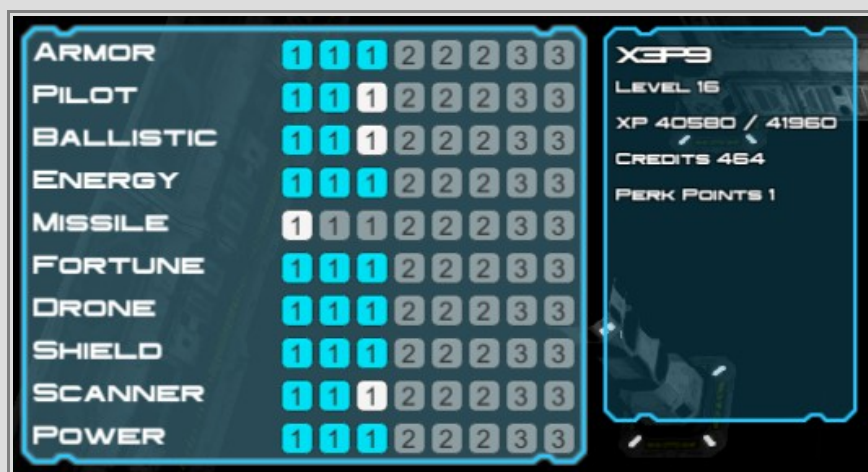 ARMOR 1 1 1 2 2 2 3 3
PILOT 1 1 1 2 2 2 3 3
BALLISTIC 1 1 1 2 2 2 3 3
ENERGY 1 1 1 2 2 2 3 3
MISSILE 1 1 1 2 2 2 3 3
FORTUNE 1 1 1 2 2 2 3 3
DRONE 1 1 1 2 2 2 3 3
SHIELD 1 1 1 2 2 2 3 3
SCANNER 1 1 1 2 2 2 3 3
POWER 1 1 1 2 2 2 3 3
X3P9
LEVEL 16
XP 40580 / 41960
CREDITS 464
PERK POINTS 1